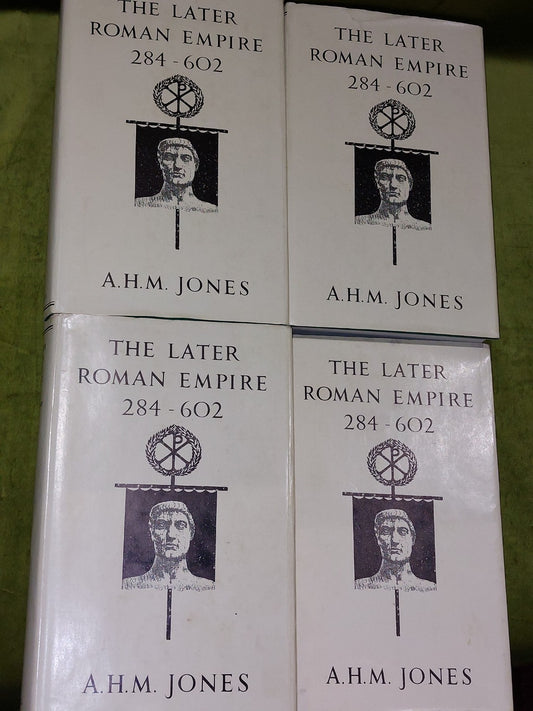 THE LATER
ROMAN EMPIRE
284-602
A.H.M. JONES
THE LATER
ROMAN EMPIRE
284-602
A.H.M. JONES
THE LATER
ROMAN EMPIRE
284-602
A.H.M. JONES
THE LATER
ROMAN EMPIRE
284-602
A.H.M. JONES